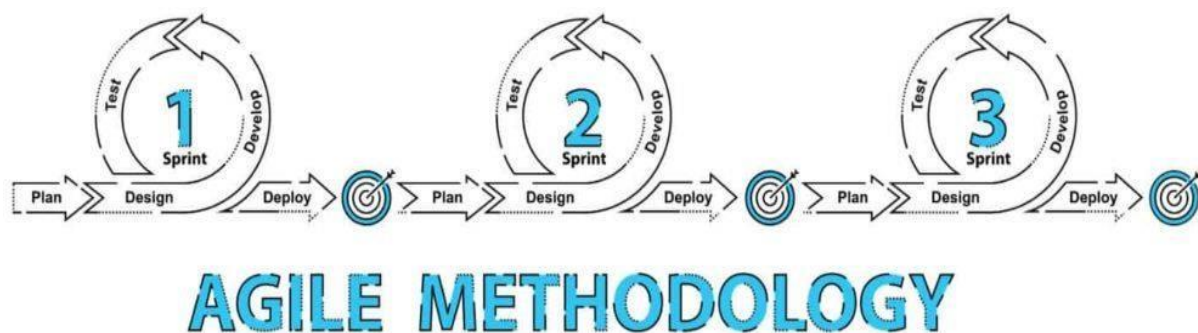 Test
1
Sprint
Develop
Plan
Design
Deploy
Test
2
Sprint
Develop
Plan
Design
Deploy
Test
3
Sprint
Develop
Plan
Design
Deploy
AGILE METHODOLOGY